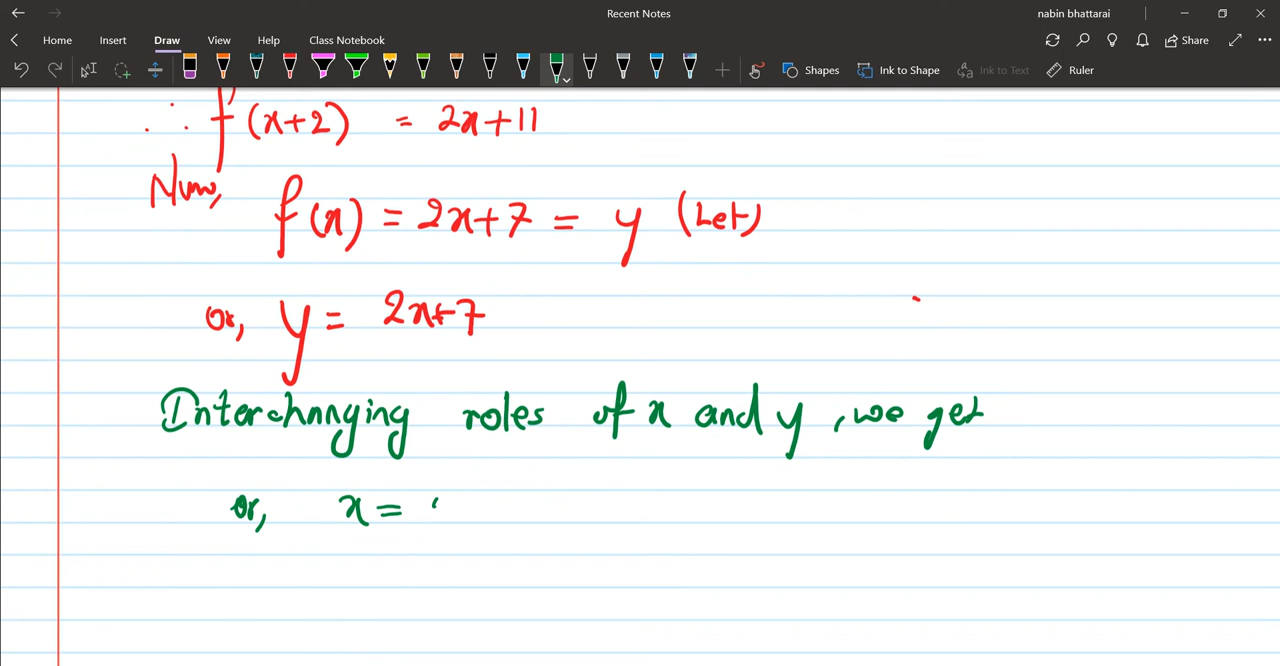 Recent Notes
nabin bhattarai
Home Insert Draw View Help Class Notebook
Share
Shapes Ink to Shape Ink to Text Ruler
∴ f(x+2) = 2x+11
Now,
f(x) = 2x+7 = y (Let)
or, y = 2x+7
Interchanging roles of x and y, we get
or, x =